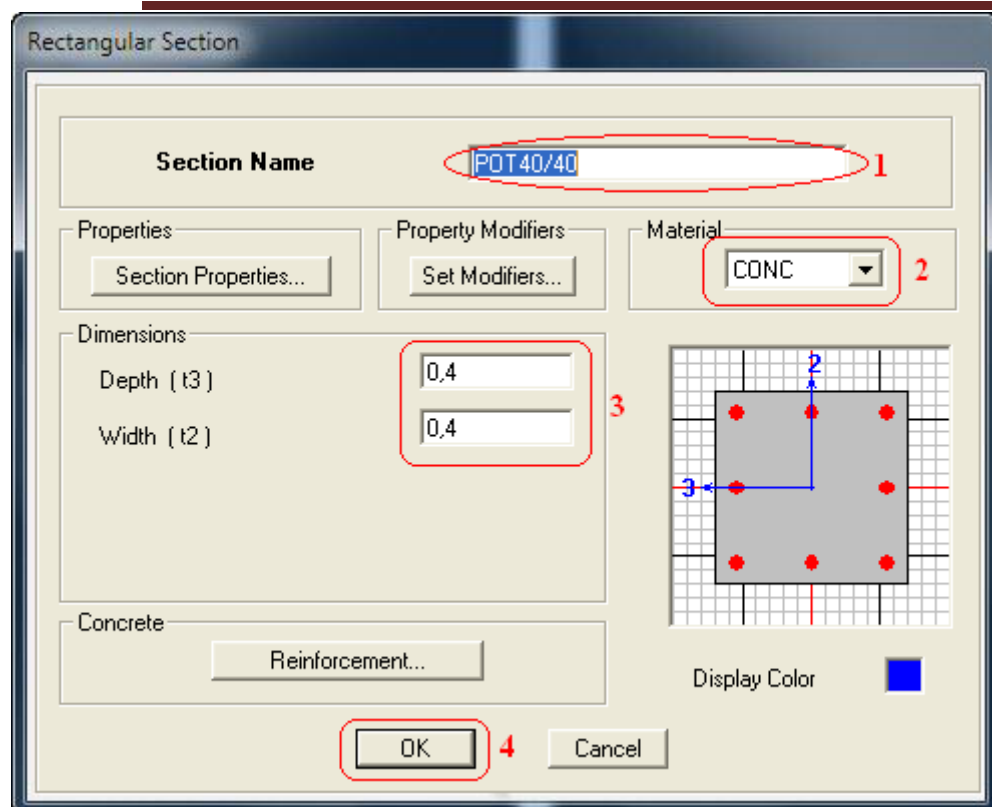 Rectangular Section
Section Name POT40/40 1
Properties Property Modifiers Material
Section Properties... Set Modifiers... CONC 2
Dimensions
Depth ( t3 ) 0,4
Width ( t2 ) 0,4
3
2
3
Concrete
Reinforcement...
Display Color
OK 4 Cancel